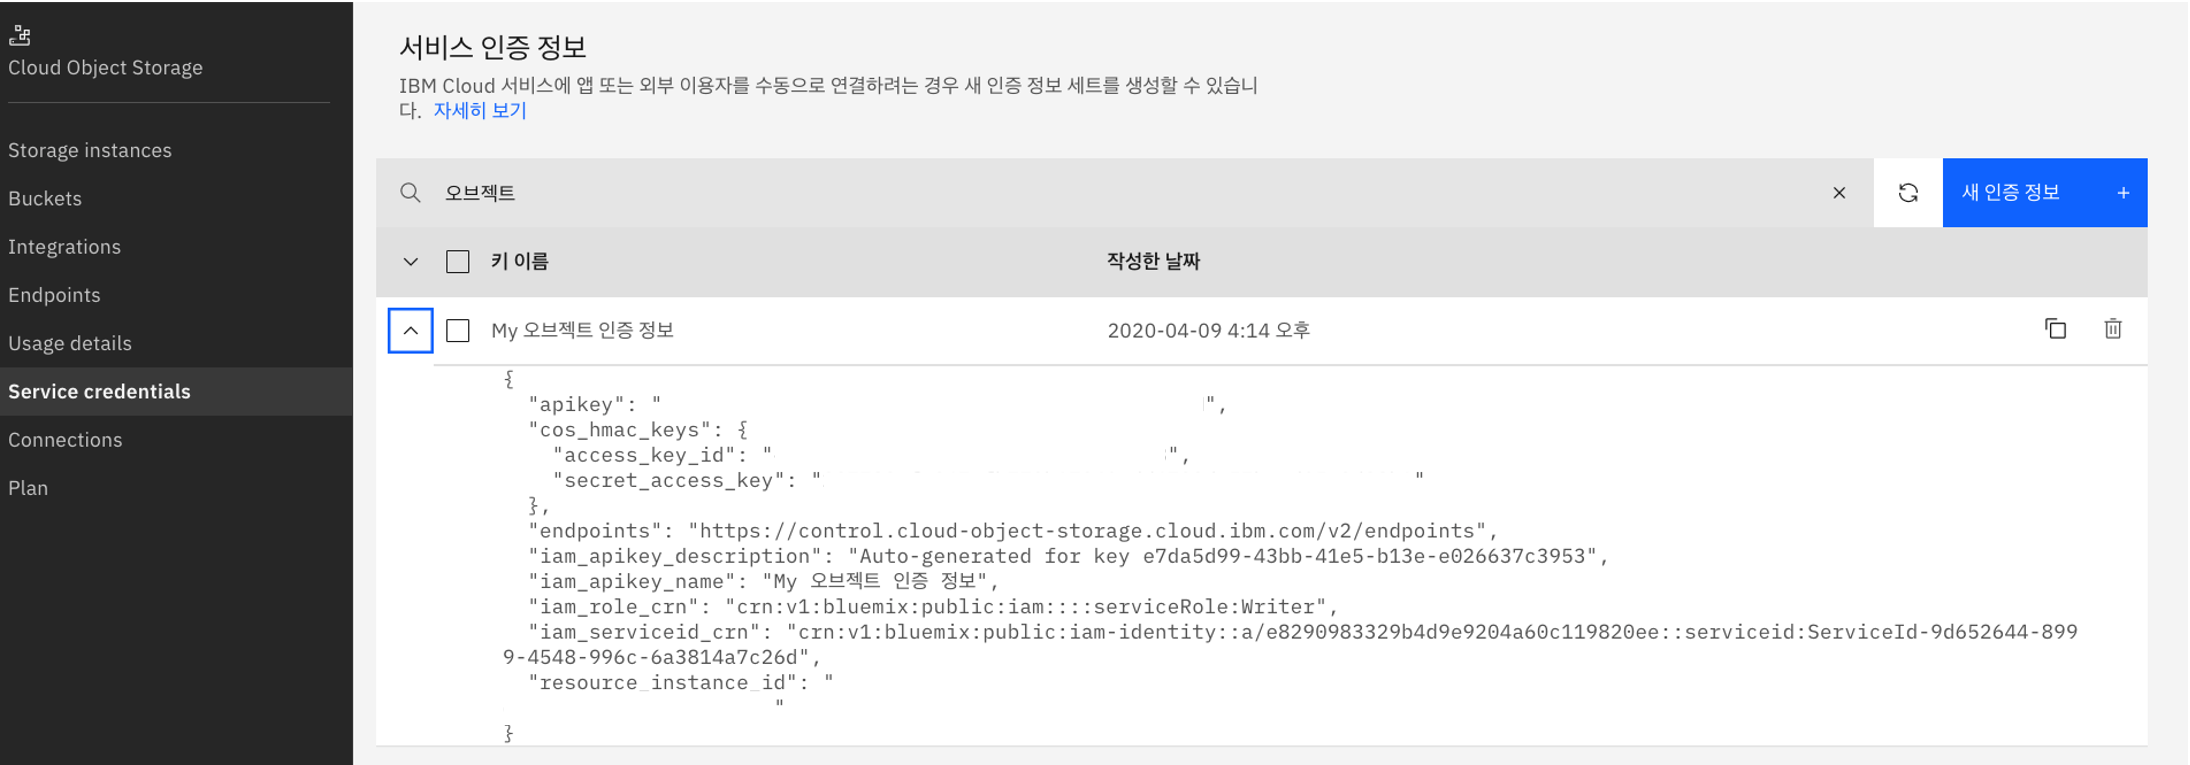 Cloud Object Storage
Storage instances
Buckets
Integrations
Endpoints
Usage details
Service credentials
Connections
Plan
서비스 인증 정보
IBM Cloud 서비스에 앱 또는 외부 이용자를 수동으로 연결하려는 경우 새 인증 정보 세트를 생성할 수 있습니
다. 자세히 보기
오브젝트
새 인증 정보 +
키 이름 작성한 날짜
My 오브젝트 인증 정보 2020-04-09 4:14 오후
{
"apikey": " ",
"cos_hmac_keys": {
"access_key_id": " ",
"secret_access_key": " "
},
"endpoints": "https://control.cloud-object-storage.cloud.ibm.com/v2/endpoints",
"iam_apikey_description": "Auto-generated for key e7da5d99-43bb-41e5-b13e-e026637c3953",
"iam_apikey_name": "My 오브젝트 인증 정보",
"iam_role_crn": "crn:v1:bluemix:public:iam::::serviceRole:Writer",
"iam_serviceid_crn": "crn:v1:bluemix:public:iam-identity::a/e8290983329b4d9e9204a60c119820ee::serviceid:ServiceId-9d652644-899
9-4548-996c-6a3814a7c26d",
"resource_instance_id": "
"
}